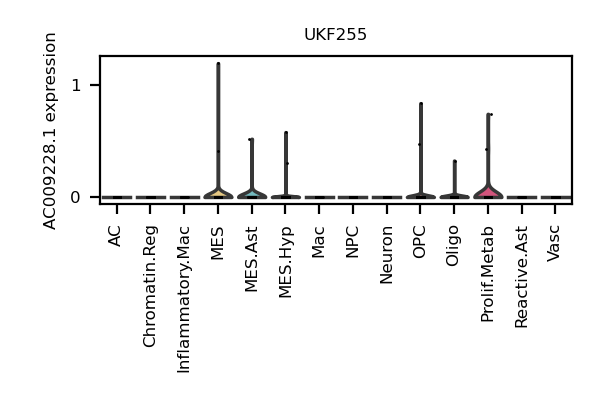 UKF255
AC009228.1 expression
1
0
AC
Chromatin.Reg
Inflammatory.Mac
MES
MES.Ast
MES.Hyp
Mac
NPC
Neuron
OPC
Oligo
Prolif.Metab
Reactive.Ast
Vasc